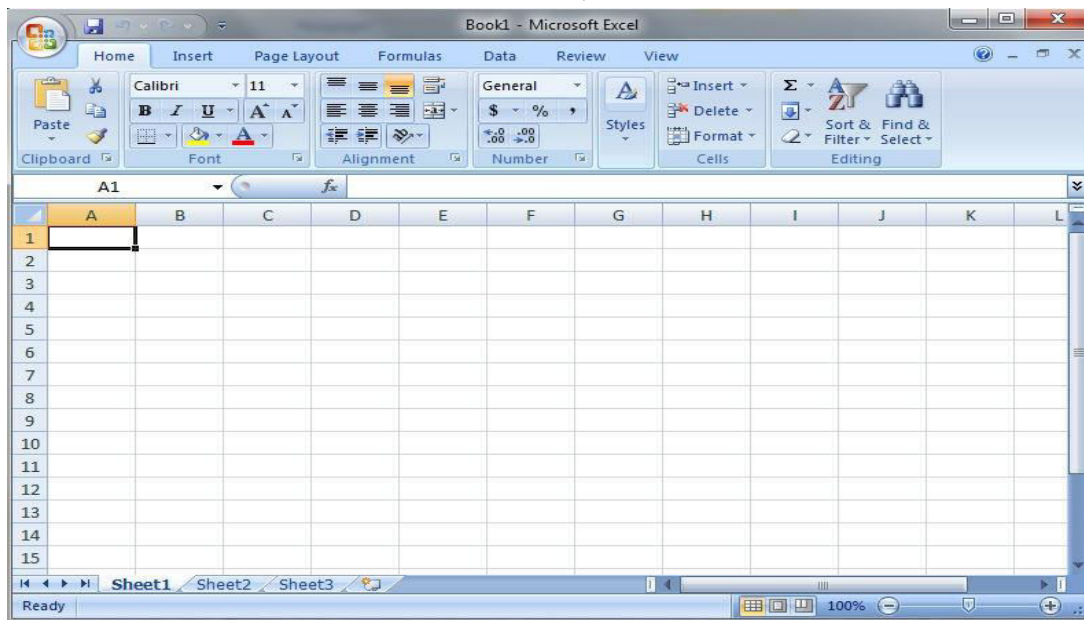 Book1 - Microsoft Excel
Home Insert Page Layout Formulas Data Review View
Calibri 11 General Insert Σ
B I U A A $ % , Delete
Paste A .00 .0 Styles Format Sort & Filter Find & Select
Clipboard Font Alignment Number Cells Editing
A1 fx
A B C D E F G H I J K L
1
2
3
4
5
6
7
8
9
10
11
12
13
14
15
Sheet1 Sheet2 Sheet3
Ready 100%